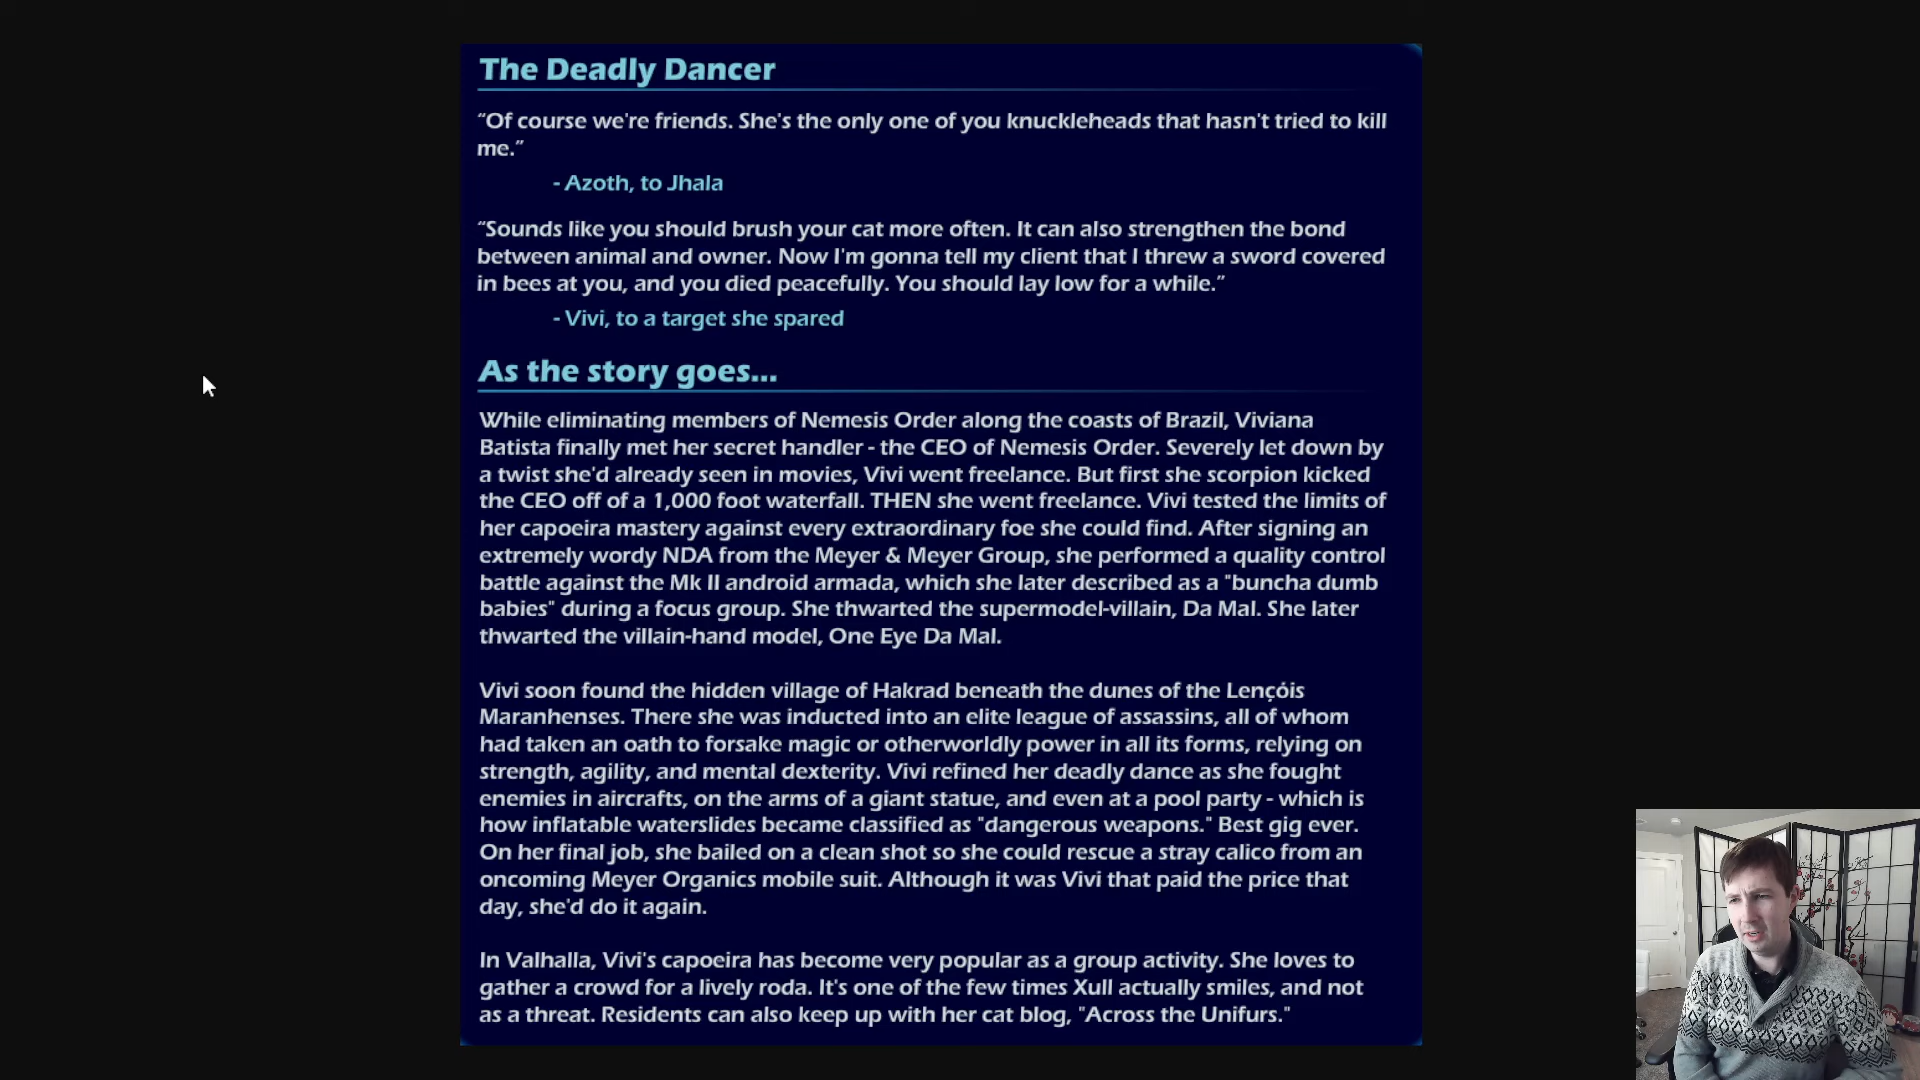 The Deadly Dancer
“Of course we're friends. She's the only one of you knuckleheads that hasn't tried to kill
me.”
- Azoth, to Jhala
“Sounds like you should brush your cat more often. It can also strengthen the bond
between animal and owner. Now I'm gonna tell my client that I threw a sword covered
in bees at you, and you died peacefully. You should lay low for a while.”
- Vivi, to a target she spared
As the story goes...
While eliminating members of Nemesis Order along the coasts of Brazil, Viviana
Batista finally met her secret handler - the CEO of Nemesis Order. Severely let down by
a twist she'd already seen in movies, Vivi went freelance. But first she scorpion kicked
the CEO off of a 1,000 foot waterfall. THEN she went freelance. Vivi tested the limits of
her capoeira mastery against every extraordinary foe she could find. After signing an
extremely wordy NDA from the Meyer & Meyer Group, she performed a quality control
battle against the Mk II android armada, which she later described as a "buncha dumb
babies" during a focus group. She thwarted the supermodel-villain, Da Mal. She later
thwarted the villain-hand model, One Eye Da Mal.
Vivi soon found the hidden village of Hakrad beneath the dunes of the Lençóis
Maranhenses. There she was inducted into an elite league of assassins, all of whom
had taken an oath to forsake magic or otherworldly power in all its forms, relying on
strength, agility, and mental dexterity. Vivi refined her deadly dance as she fought
enemies in aircrafts, on the arms of a giant statue, and even at a pool party - which is
how inflatable waterslides became classified as "dangerous weapons." Best gig ever.
On her final job, she bailed on a clean shot so she could rescue a stray calico from an
oncoming Meyer Organics mobile suit. Although it was Vivi that paid the price that
day, she'd do it again.
In Valhalla, Vivi's capoeira has become very popular as a group activity. She loves to
gather a crowd for a lively roda. It's one of the few times Xull actually smiles, and not
as a threat. Residents can also keep up with her cat blog, "Across the Unifurs."